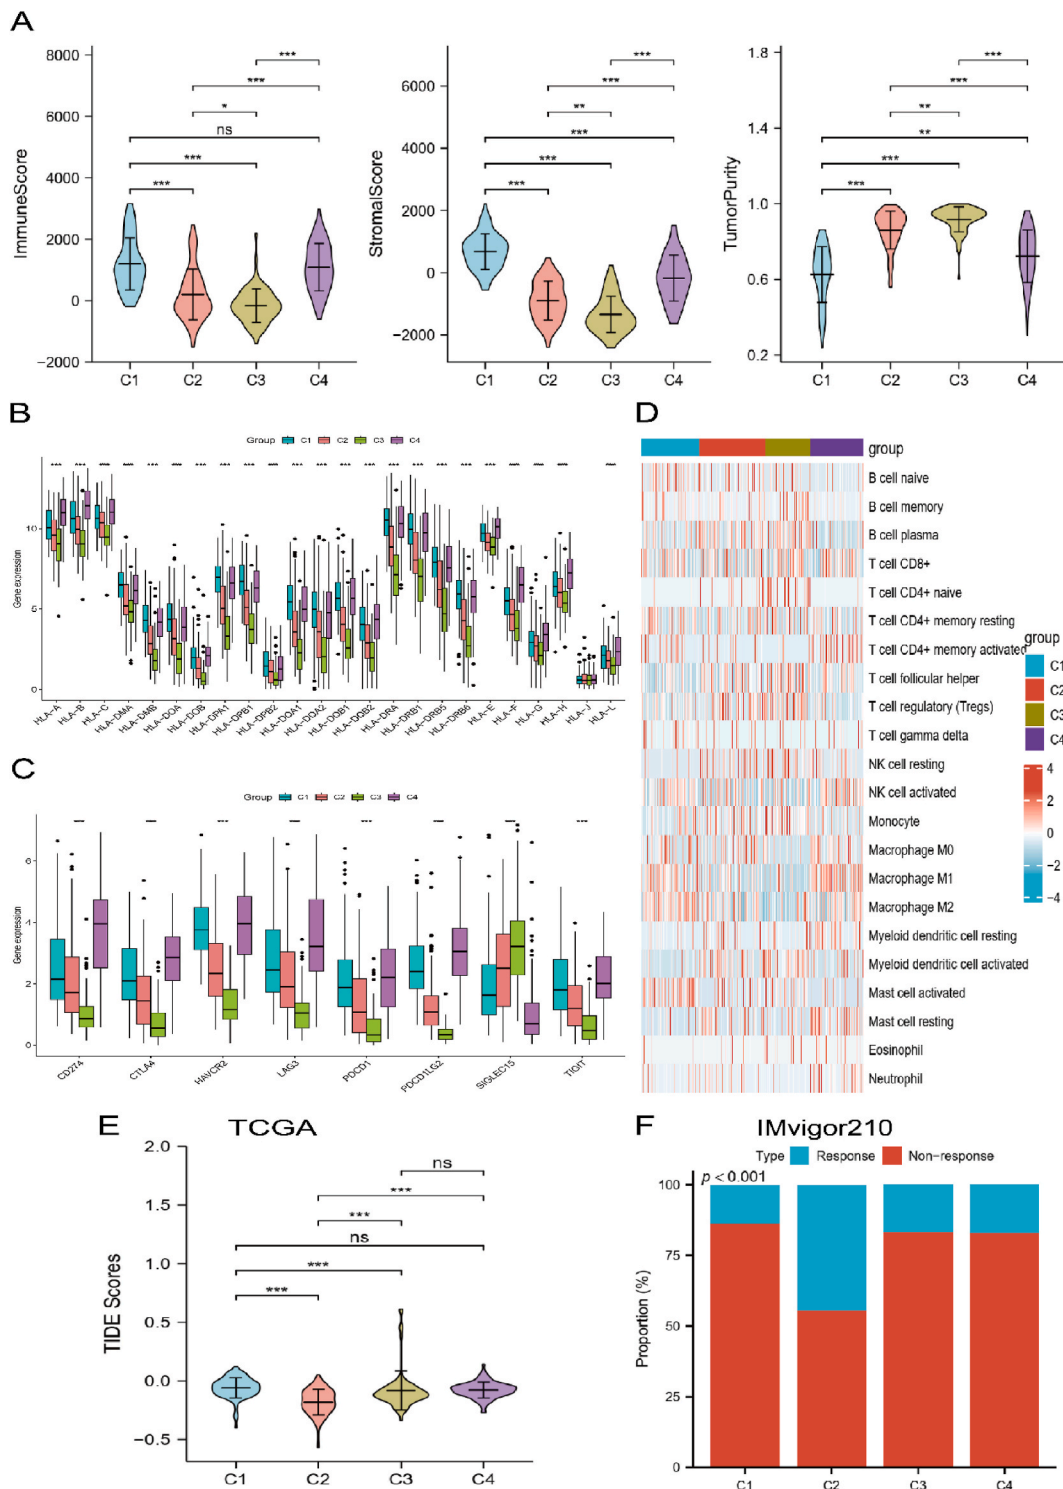 A
ImmuneScore
8000
6000
4000
2000
0
−2000
***
***
*
ns
***
***
C1 C2 C3 C4
StromalScore
6000
4000
2000
0
−2000
***
***
**
***
***
***
C1 C2 C3 C4
TumorPurity
1.8
1.4
1.0
0.6
0.2
***
***
**
**
***
***
C1 C2 C3 C4
B
Group C1 C2 C3 C4
Gene expression
10
5
0
HLA-A
HLA-B
HLA-C
HLA-DMA
HLA-DMB
HLA-DOA
HLA-DOB
HLA-DPA1
HLA-DPB1
HLA-DPB2
HLA-DQA1
HLA-DQA2
HLA-DQB1
HLA-DQB2
HLA-DRA
HLA-DRB1
HLA-DRB5
HLA-DRB6
HLA-E
HLA-F
HLA-G
HLA-H
HLA-J
HLA-L
C
Group C1 C2 C3 C4
Gene expression
6
4
2
0
CD274
CTLA4
HAVCR2
LAG3
PDCD1
PDCD1LG2
SIGLEC15
TIGIT
D
group
B cell naive
B cell memory
B cell plasma
T cell CD8+
T cell CD4+ naive
T cell CD4+ memory resting
T cell CD4+ memory activated
T cell follicular helper
T cell regulatory (Tregs)
T cell gamma delta
NK cell resting
NK cell activated
Monocyte
Macrophage M0
Macrophage M1
Macrophage M2
Myeloid dendritic cell resting
Myeloid dendritic cell activated
Mast cell activated
Mast cell resting
Eosinophil
Neutrophil
group
C1
C2
C3
C4
4
2
0
−2
−4
E TCGA
TIDE Scores
2.0
1.5
1.0
0.5
0.0
−0.5
ns
***
***
ns
***
***
C1 C2 C3 C4
F IMvigor210
Type Response Non−response
p < 0.001
Proportion (%)
100
75
50
25
0
C1 C2 C3 C4